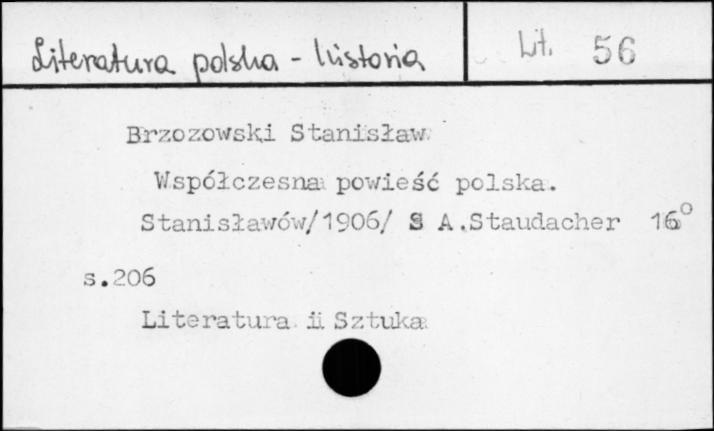 Literatura polska - historia
Lit. 56
Brzozowski Stanisław
Współczesna powieść polska.
Stanisławów/1906/ S A.Staudacher 16°
s.206
Literatura i Sztuka